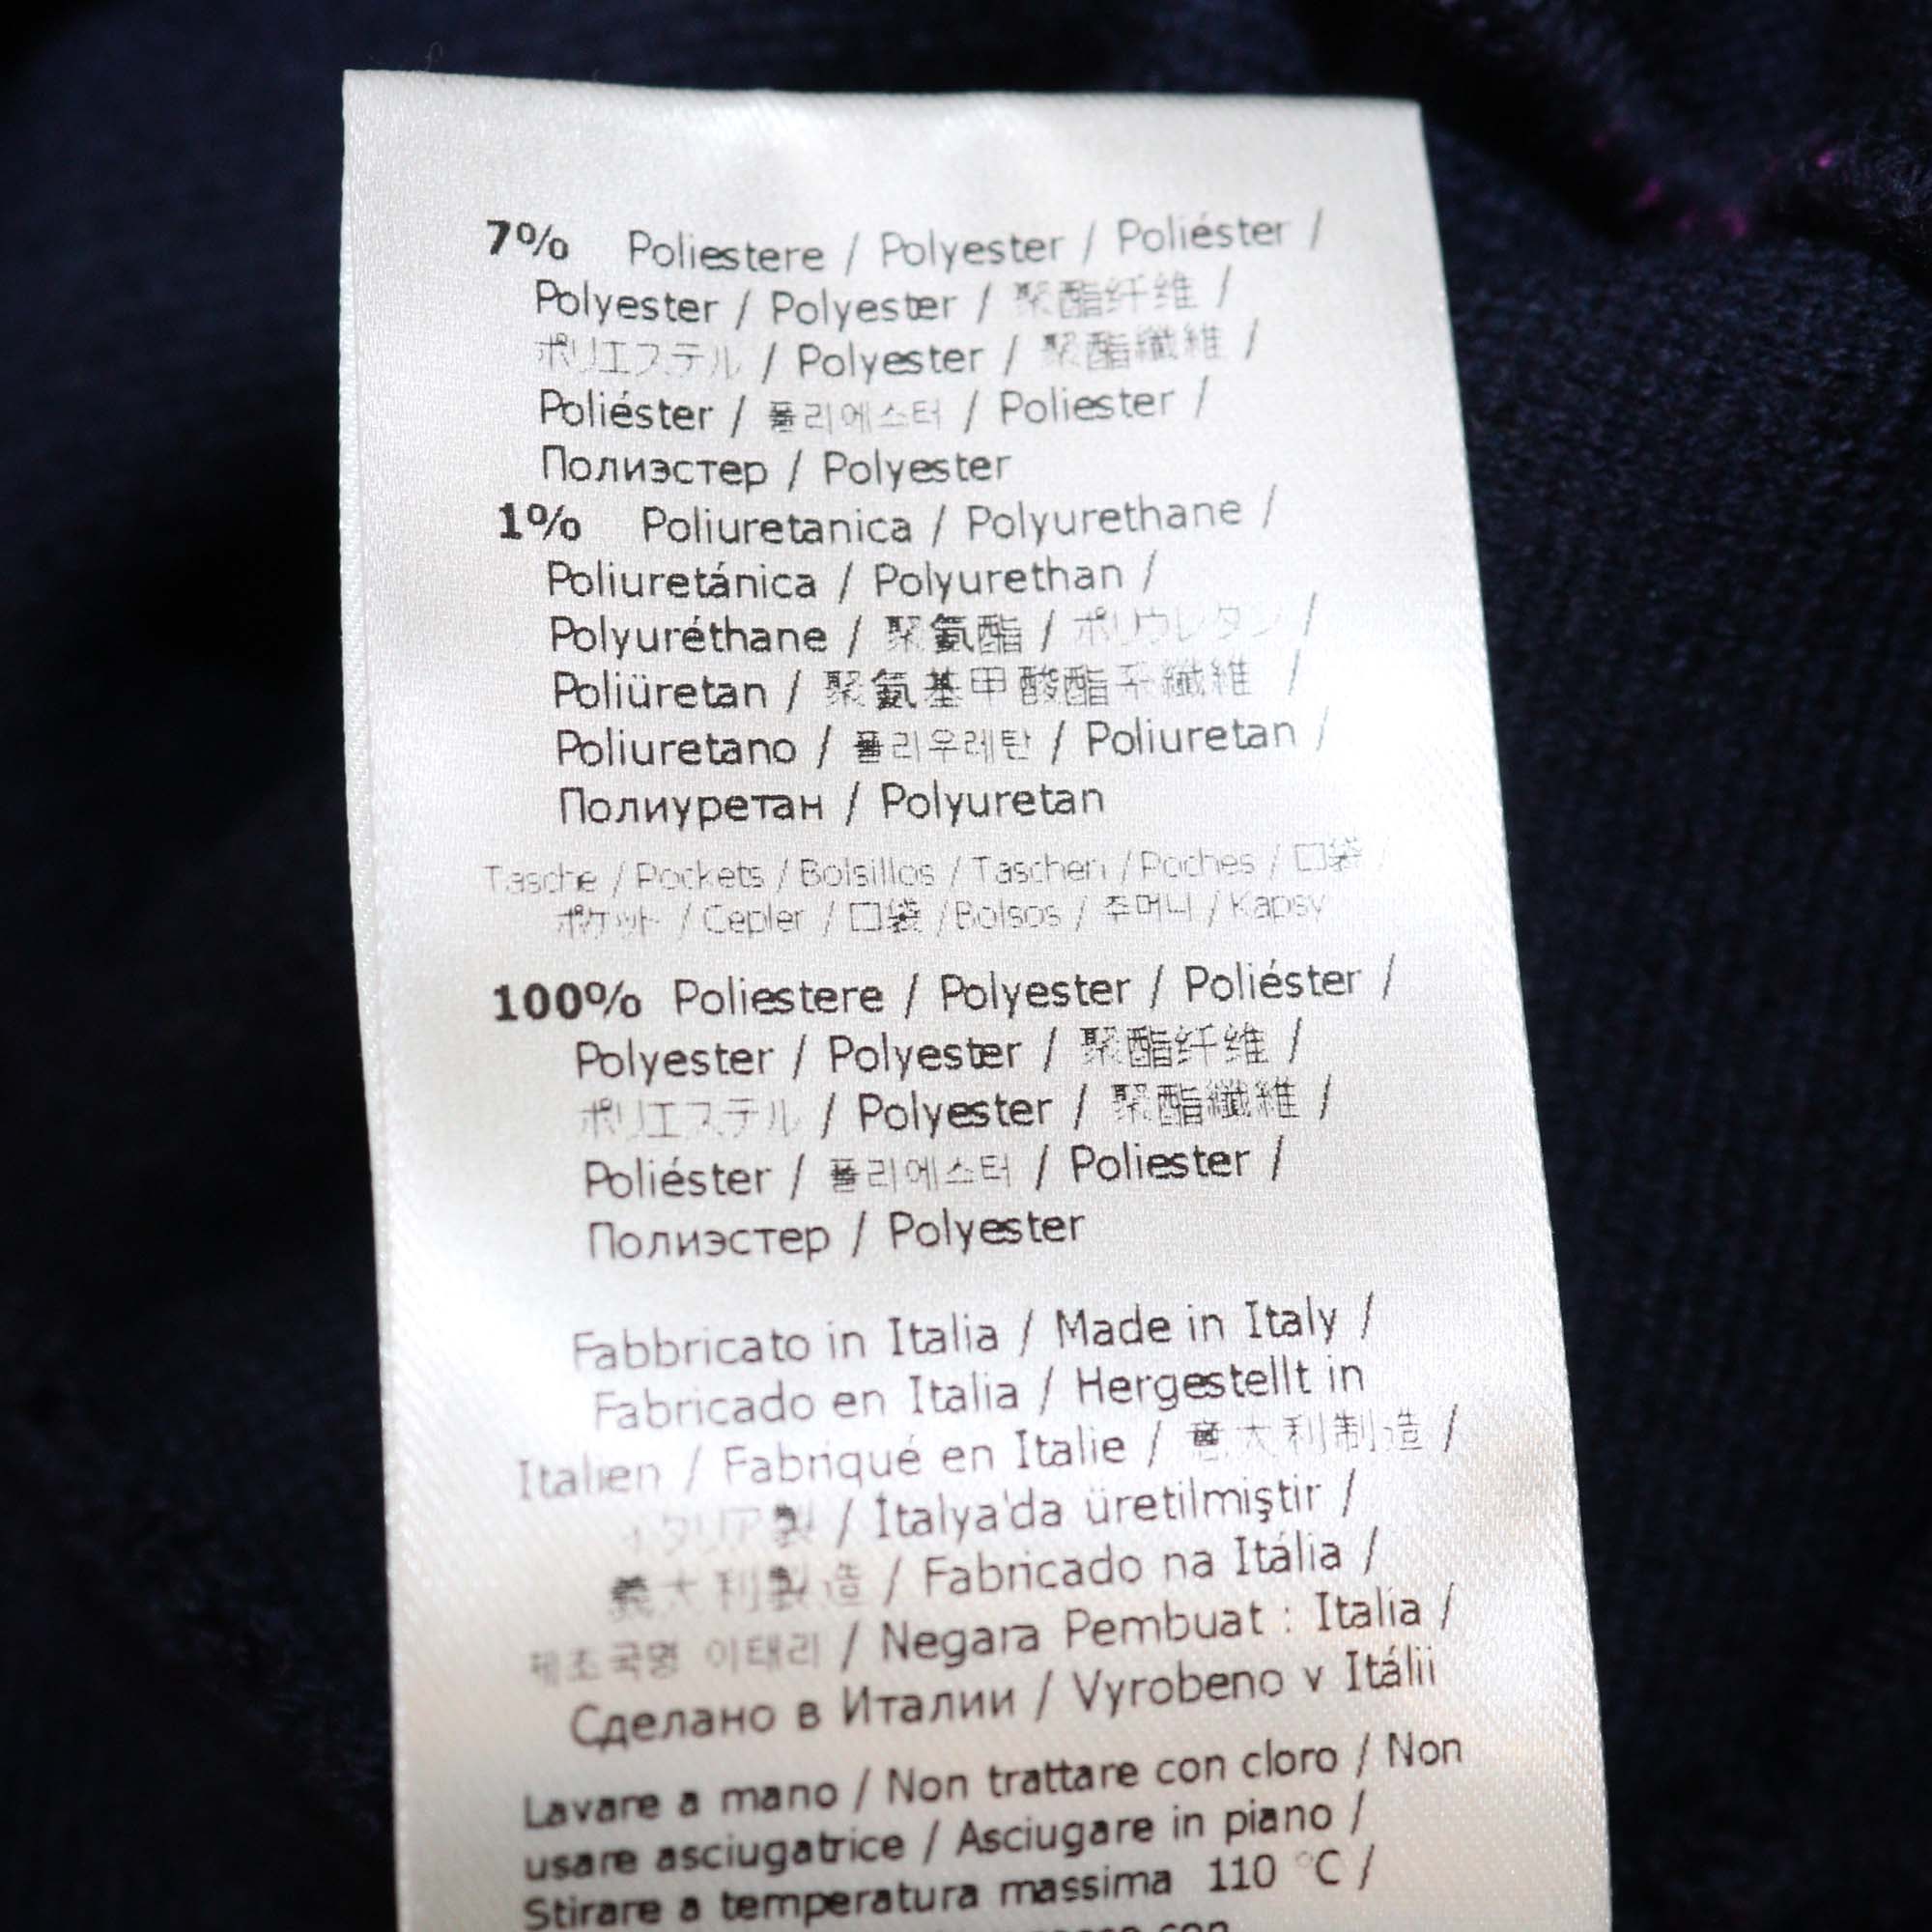 7% Poliestere / Polyester / Poliéster /
Polyester / Polyester / 聚酯纤维 /
ポリエステル / Polyester / 聚酯纖維 /
Poliéster / 폴리에스터 / Poliester /
Полиэстер / Polyester
1% Poliuretanica / Polyurethane /
Poliuretánica / Polyurethan /
Polyuréthane / 聚氨酯 / ポリウレタン /
Poliüretan / 聚氨基甲酸酯系纖維 /
Poliuretano / 폴리우레탄 / Poliuretan /
Полиуретан / Polyuretan
Tasche / Pockets / Bolsillos / Taschen / Poches / 口袋 /
ポケット / Cepler / 口袋 / Bolsos / 주머니 / Kapsy
100% Poliestere / Polyester / Poliéster /
Polyester / Polyester / 聚酯纤维 /
ポリエステル / Polyester / 聚酯纖維 /
Poliéster / 폴리에스터 / Poliester /
Полиэстер / Polyester
Fabbricato in Italia / Made in Italy /
Fabricado en Italia / Hergestellt in
Italien / Fabriqué en Italie / 意大利制造 /
イタリア製 / İtalya'da üretilmiştir /
義大利製造 / Fabricado na Itália /
제조국명 이태리 / Negara Pembuat : Italia /
Сделано в Италии / Vyrobeno v Itálii
Lavare a mano / Non trattare con cloro / Non
usare asciugatrice / Asciugare in piano /
Stirare a temperatura massima 110 °C /
con